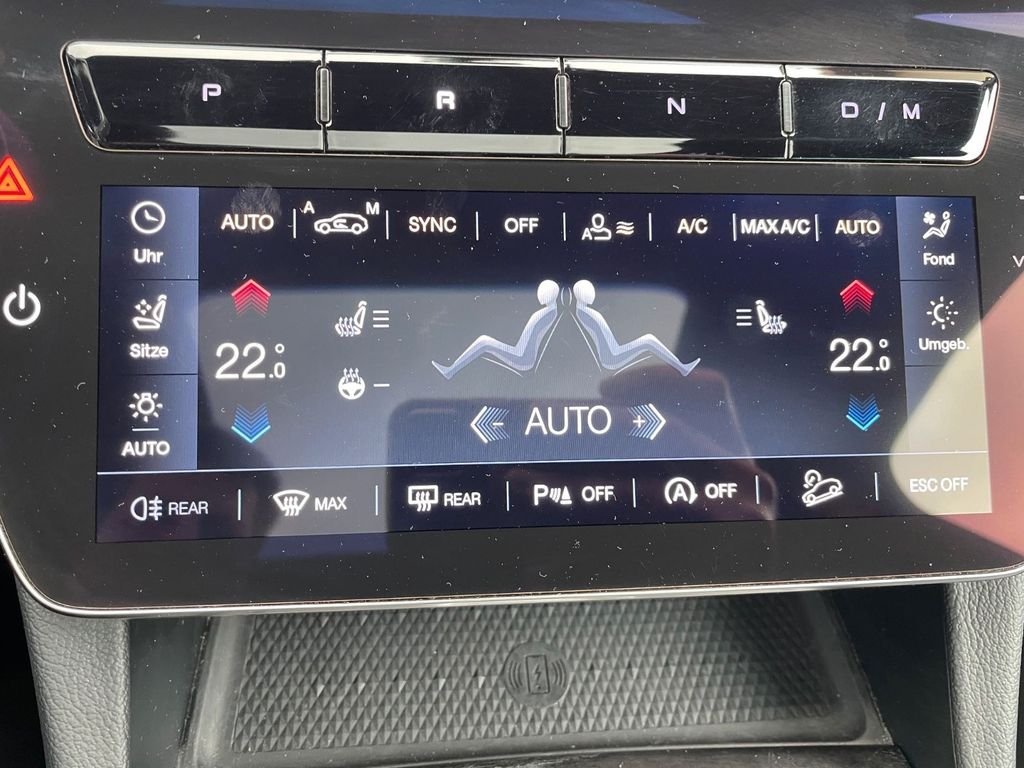 P R N D / M
AUTO A M SYNC OFF A A/C MAX A/C AUTO
Uhr
Fond
Sitze
Umgeb.
22.0°
22.0°
AUTO
- AUTO +
REAR MAX REAR P OFF A OFF ESC OFF